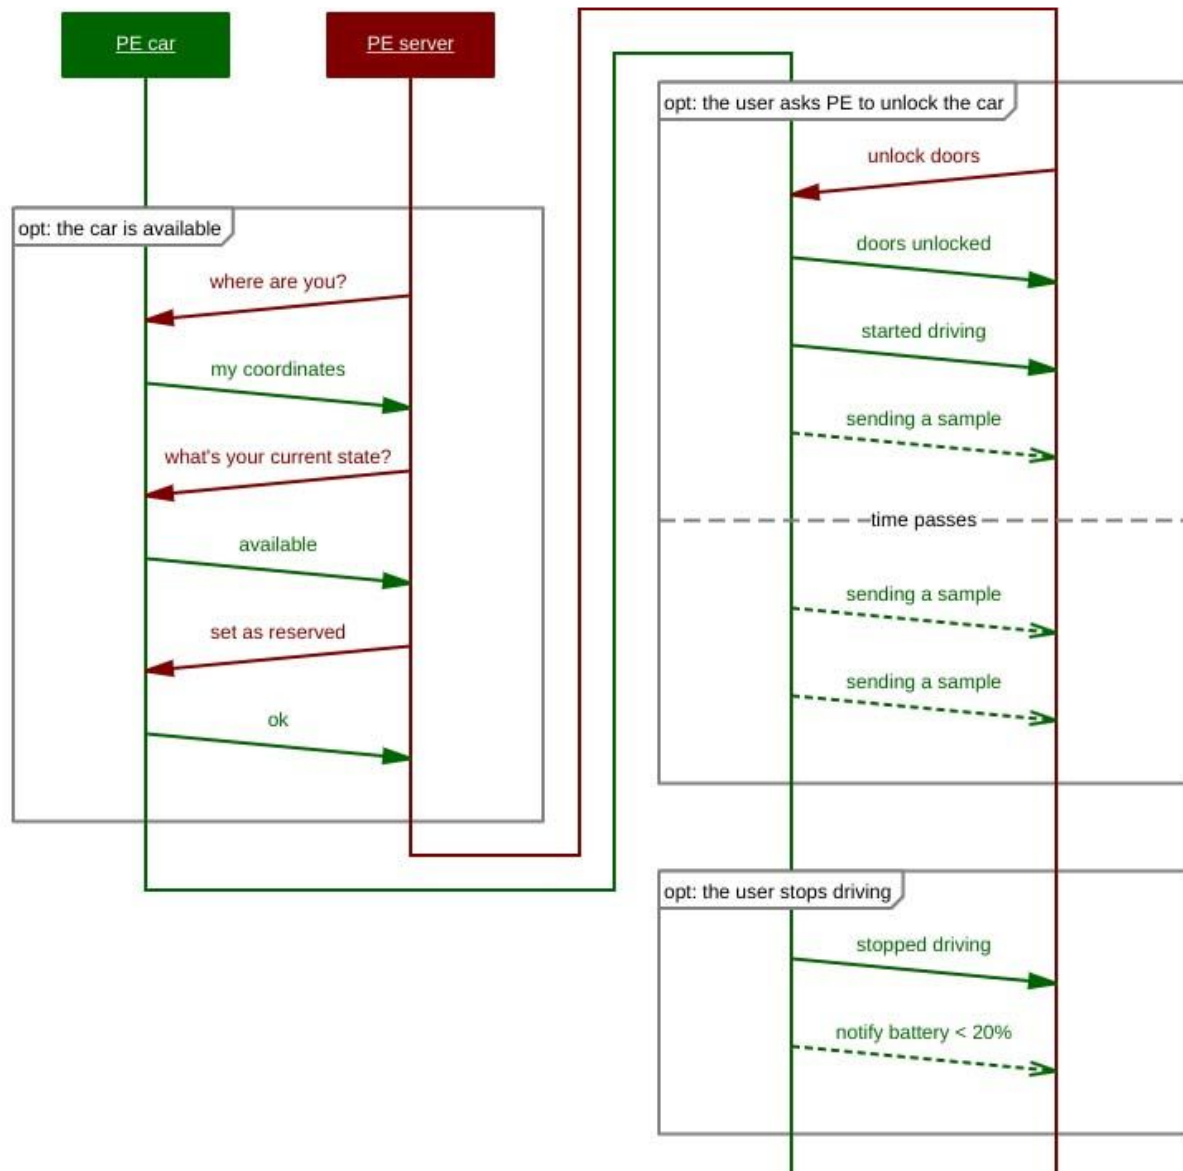 PE car
PE server
opt: the car is available
where are you?
my coordinates
what's your current state?
available
set as reserved
ok
opt: the user asks PE to unlock the car
unlock doors
doors unlocked
started driving
sending a sample
time passes
sending a sample
sending a sample
opt: the user stops driving
stopped driving
notify battery < 20%